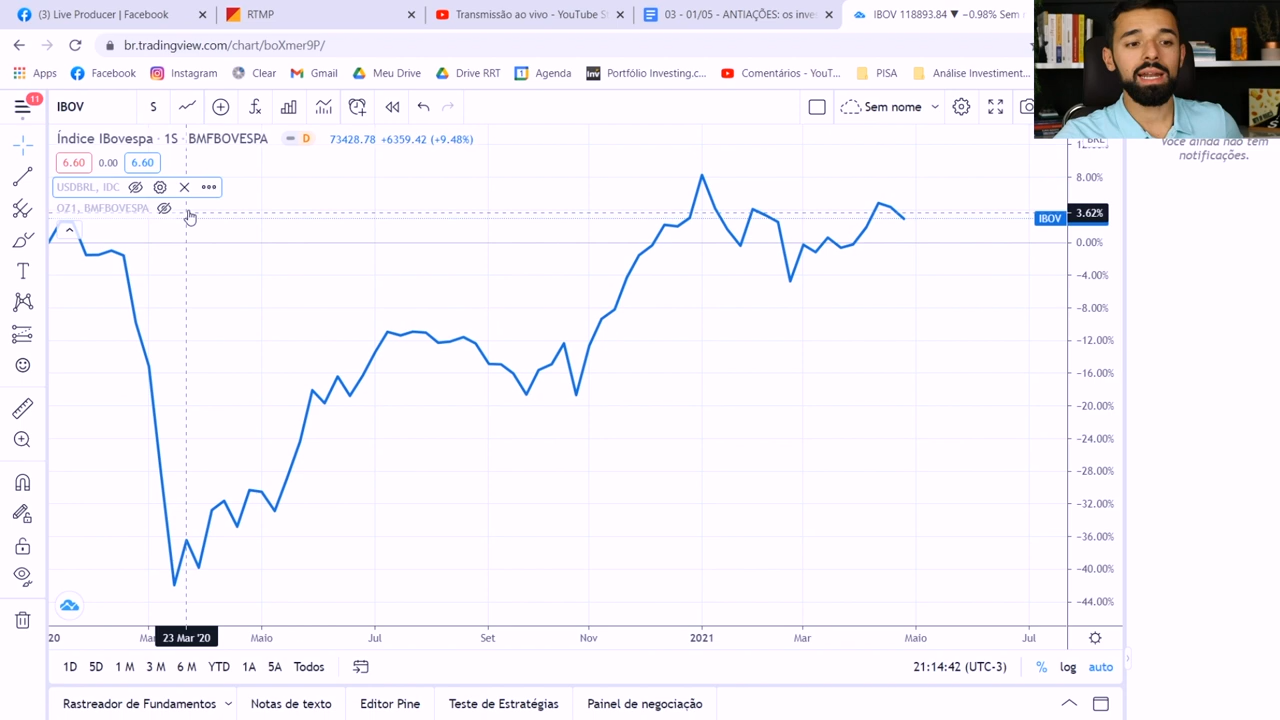 (3) Live Producer | Facebook
RTMP
Transmissão ao vivo - YouTube S
03 - 01/05 - ANTIAÇÕES: os inve
IBOV 118893.84 ▼ −0.98% Sem n
br.tradingview.com/chart/boXmer9P/
Apps
Facebook
Instagram
Clear
Gmail
Meu Drive
Drive RRT
Agenda
Portfólio Investing.c...
Comentários - YouT...
PISA
Análise Investiment...
11
IBOV
S
Sem nome
Índice IBovespa · 1S · BMFBOVESPA
D
73428.78 +6359.42 (+9.48%)
6.60 0.00 6.60
USDBRL, IDC
OZ1, BMFBOVESPA
BRL
Você ainda não tem
notificações.
8.00%
IBOV 3.62%
0.00%
−4.00%
−8.00%
−12.00%
−16.00%
−20.00%
−24.00%
−28.00%
−32.00%
−36.00%
−40.00%
−44.00%
20
Mar
23 Mar '20
Maio
Jul
Set
Nov
2021
Mar
Maio
Jul
1D 5D 1 M 3 M 6 M YTD 1A 5A Todos
21:14:42 (UTC-3)
% log auto
Rastreador de Fundamentos
Notas de texto
Editor Pine
Teste de Estratégias
Painel de negociação